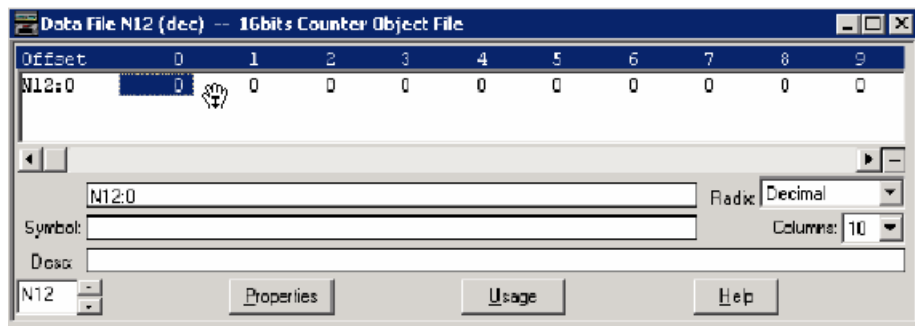 Data File N12 (dec) -- 16bits Counter Object File
Offset 0 1 2 3 4 5 6 7 8 9
N12:0 0 0 0 0 0 0 0 0 0 0
N12:0
Radix: Decimal
Symbol:
Columns: 10
Desc:
N12
Properties
Usage
Help